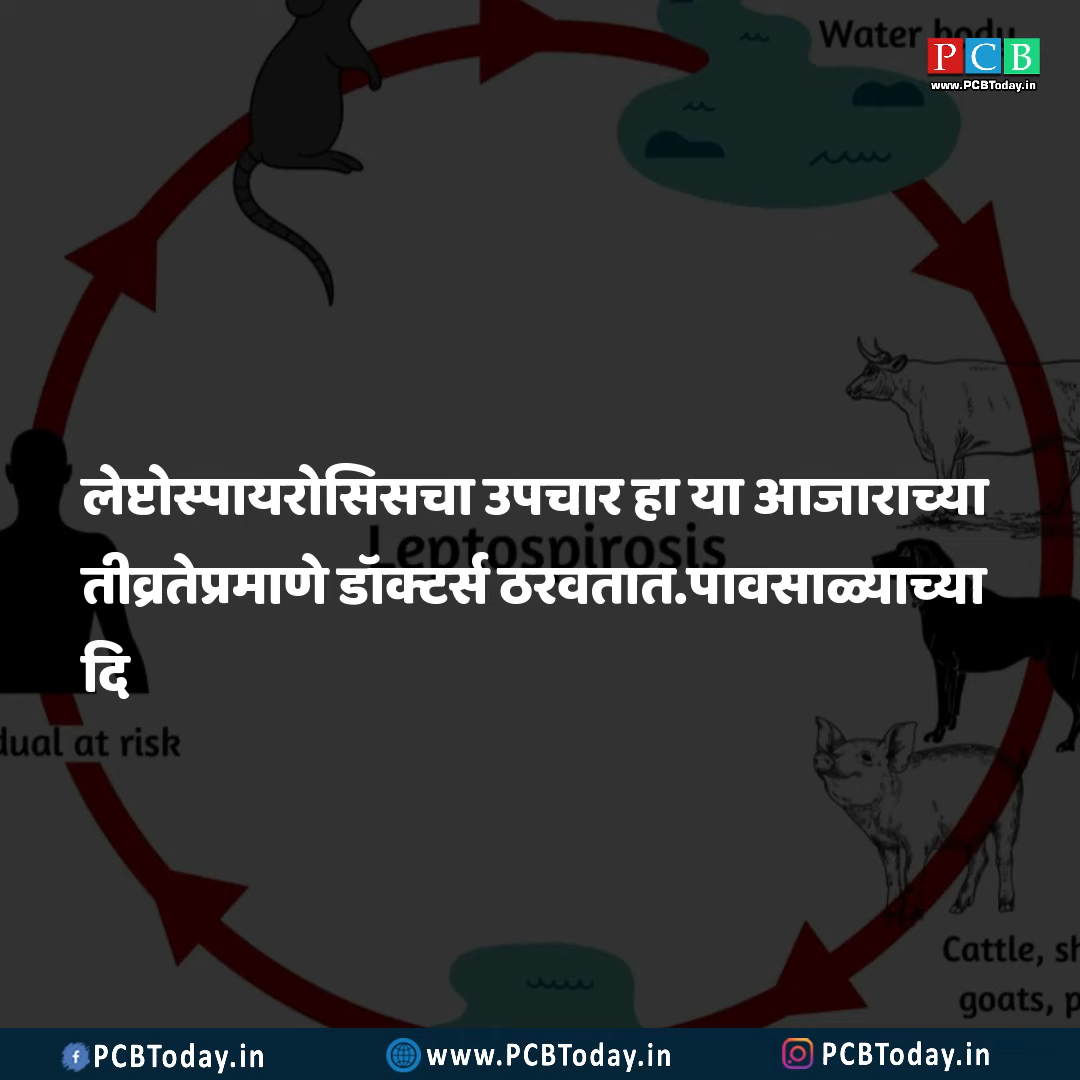 Water body
P C B
www.PCBToday.in
लेप्टोस्पायरोसिसचा उपचार हा या आजाराच्या
Leptospirosis
तीव्रतेप्रमाणे डॉक्टर्स ठरवतात.पावसाळ्याच्या
दि
dual at risk
Cattle, sh
goats, p
PCBToday.in
www.PCBToday.in
PCBToday.in